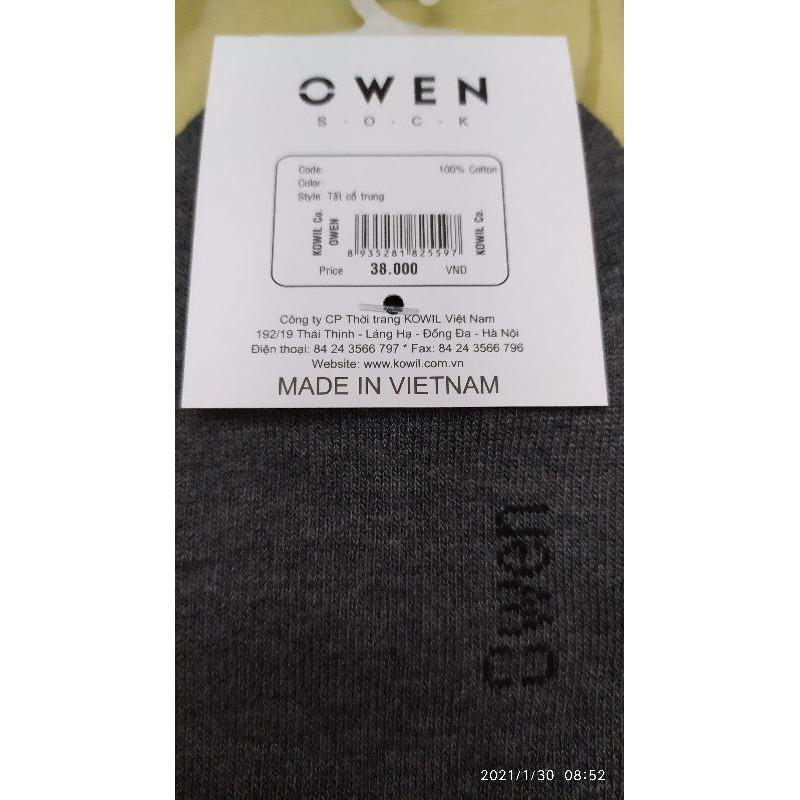 OWEN
S·O·C·K
Code: 100% Cotton
Color:
Style: Tất cổ trung
KOWIL Co.
OWEN
8 935281 825597
KOWIL Co.
Price 38.000 VND
Công ty CP Thời trang KOWIL Việt Nam
192/19 Thái Thịnh - Láng Hạ - Đống Đa - Hà Nội
Điện thoại: 84 24 3566 797 * Fax: 84 24 3566 796
Website: www.kowil.com.vn
MADE IN VIETNAM
owen
2021/1/30 08:52